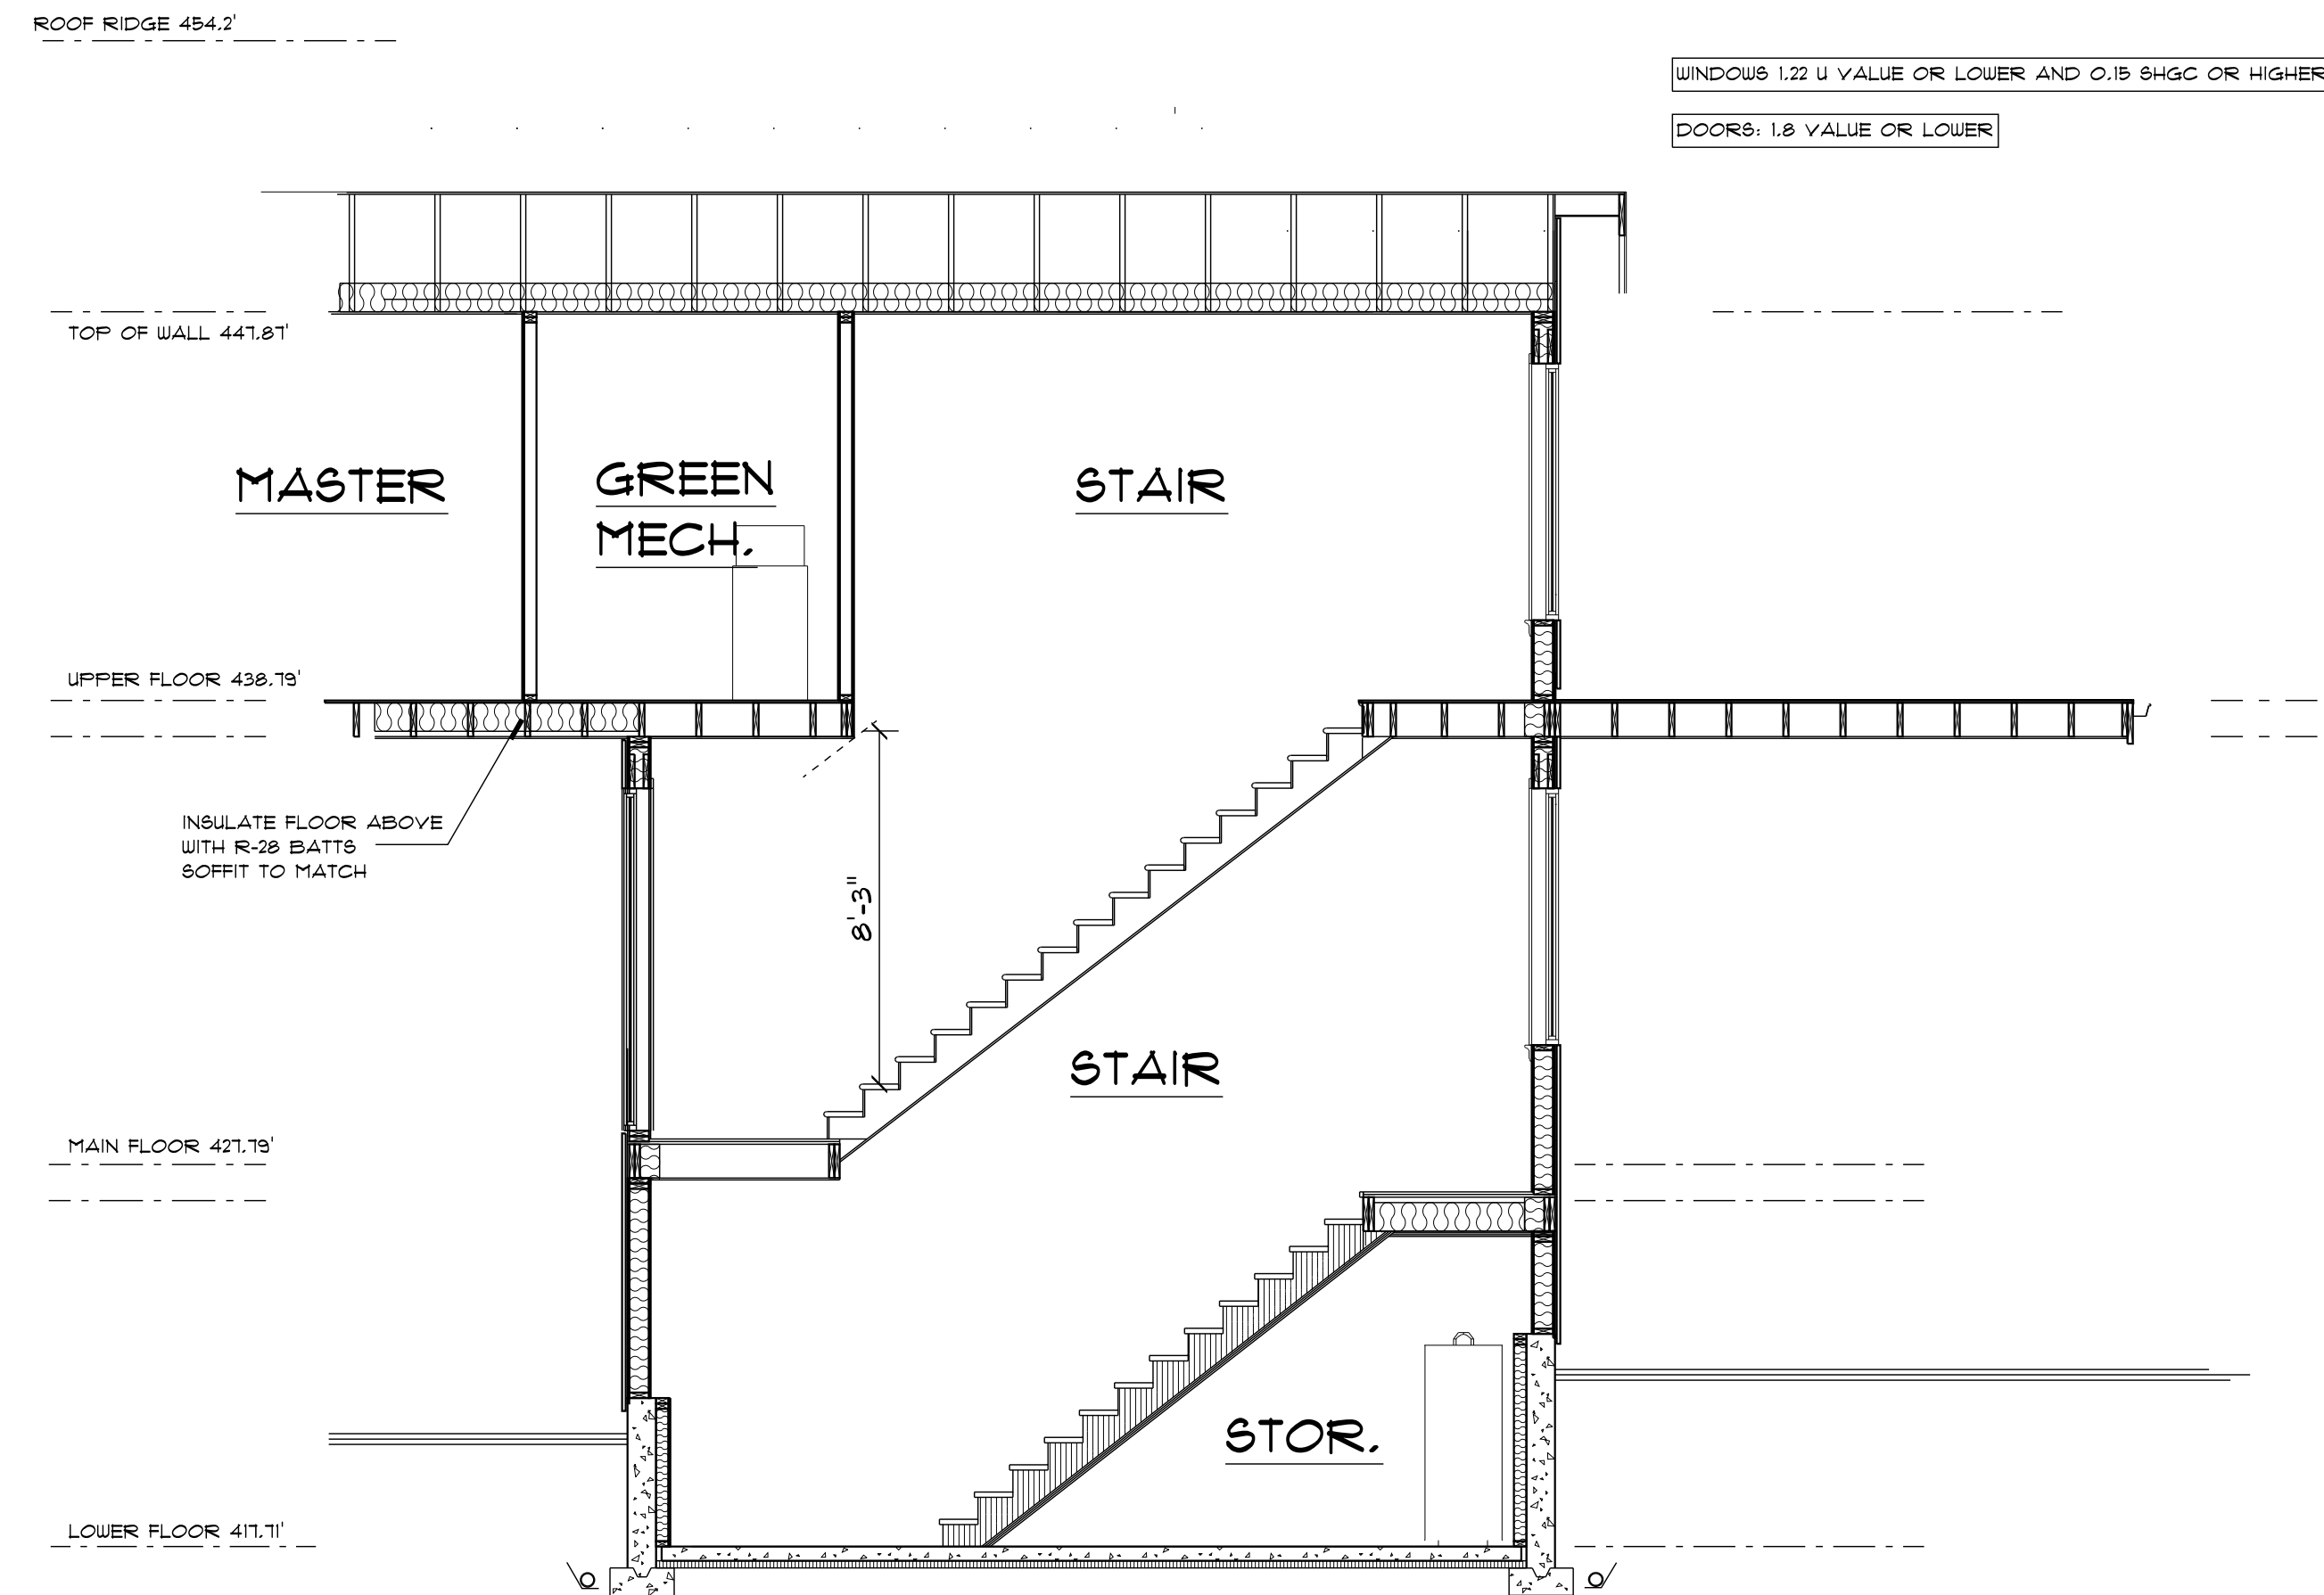 ROOF RIDGE 454.2'
WINDOWS 1.22 U VALUE OR LOWER AND 0.15 SHGC OR HIGHER
DOORS: 1.8 VALUE OR LOWER
TOP OF WALL 447.87'
MASTER
GREEN
MECH.
STAIR
UPPER FLOOR 438.79'
INSULATE FLOOR ABOVE
WITH R-28 BATTS
SOFFIT TO MATCH
8'-3"
STAIR
MAIN FLOOR 427.79'
STOR.
LOWER FLOOR 417.71'